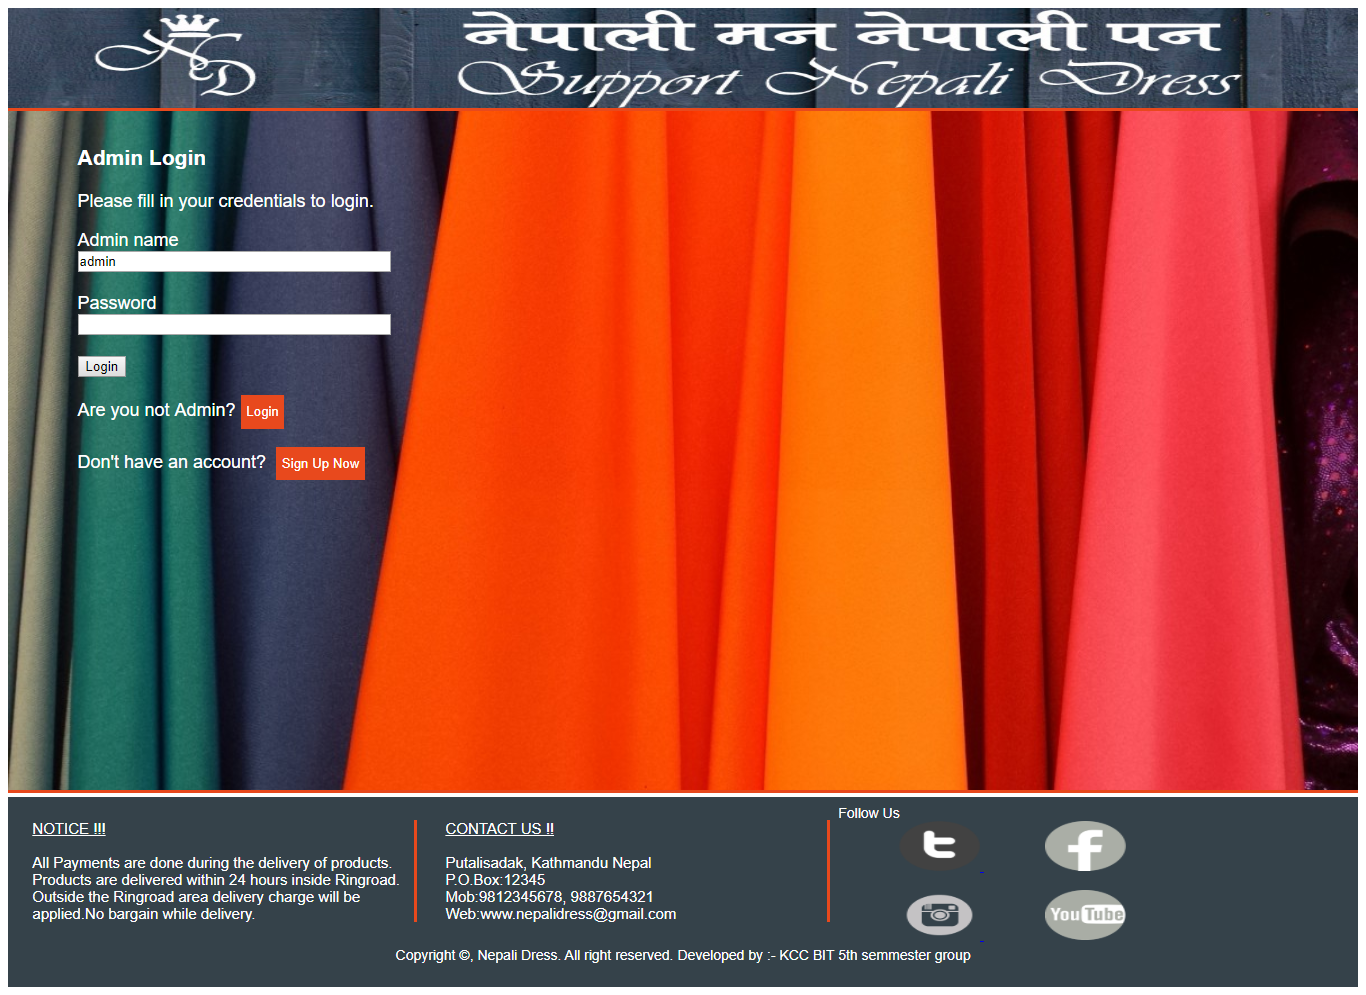 NCD
नेपाली मन नेपाली पन
Support Nepali Dress
Admin Login
Please fill in your credentials to login.
Admin name
admin
Password
Login
Are you not Admin? Login
Don't have an account? Sign Up Now
NOTICE !!!
All Payments are done during the delivery of products.
Products are delivered within 24 hours inside Ringroad.
Outside the Ringroad area delivery charge will be
applied.No bargain while delivery.
CONTACT US !!
Putalisadak, Kathmandu Nepal
P.O.Box:12345
Mob:9812345678, 9887654321
Web:www.nepalidress@gmail.com
Follow Us
t
f
YouTube
Copyright ©, Nepali Dress. All right reserved. Developed by :- KCC BIT 5th semmester group